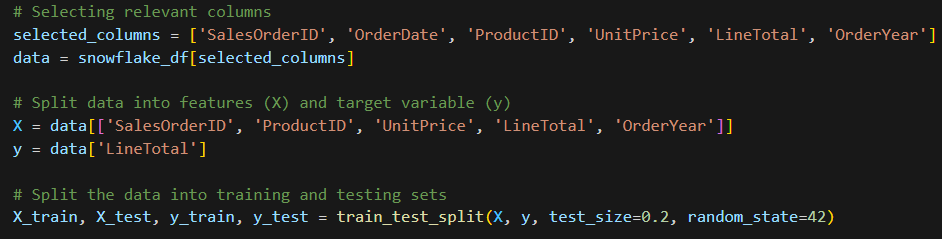 # Selecting relevant columns
selected_columns = ['SalesOrderID', 'OrderDate', 'ProductID', 'UnitPrice', 'LineTotal', 'OrderYear']
data = snowflake_df[selected_columns]
# Split data into features (X) and target variable (y)
X = data[['SalesOrderID', 'ProductID', 'UnitPrice', 'LineTotal', 'OrderYear']]
y = data['LineTotal']
# Split the data into training and testing sets
X_train, X_test, y_train, y_test = train_test_split(X, y, test_size=0.2, random_state=42)